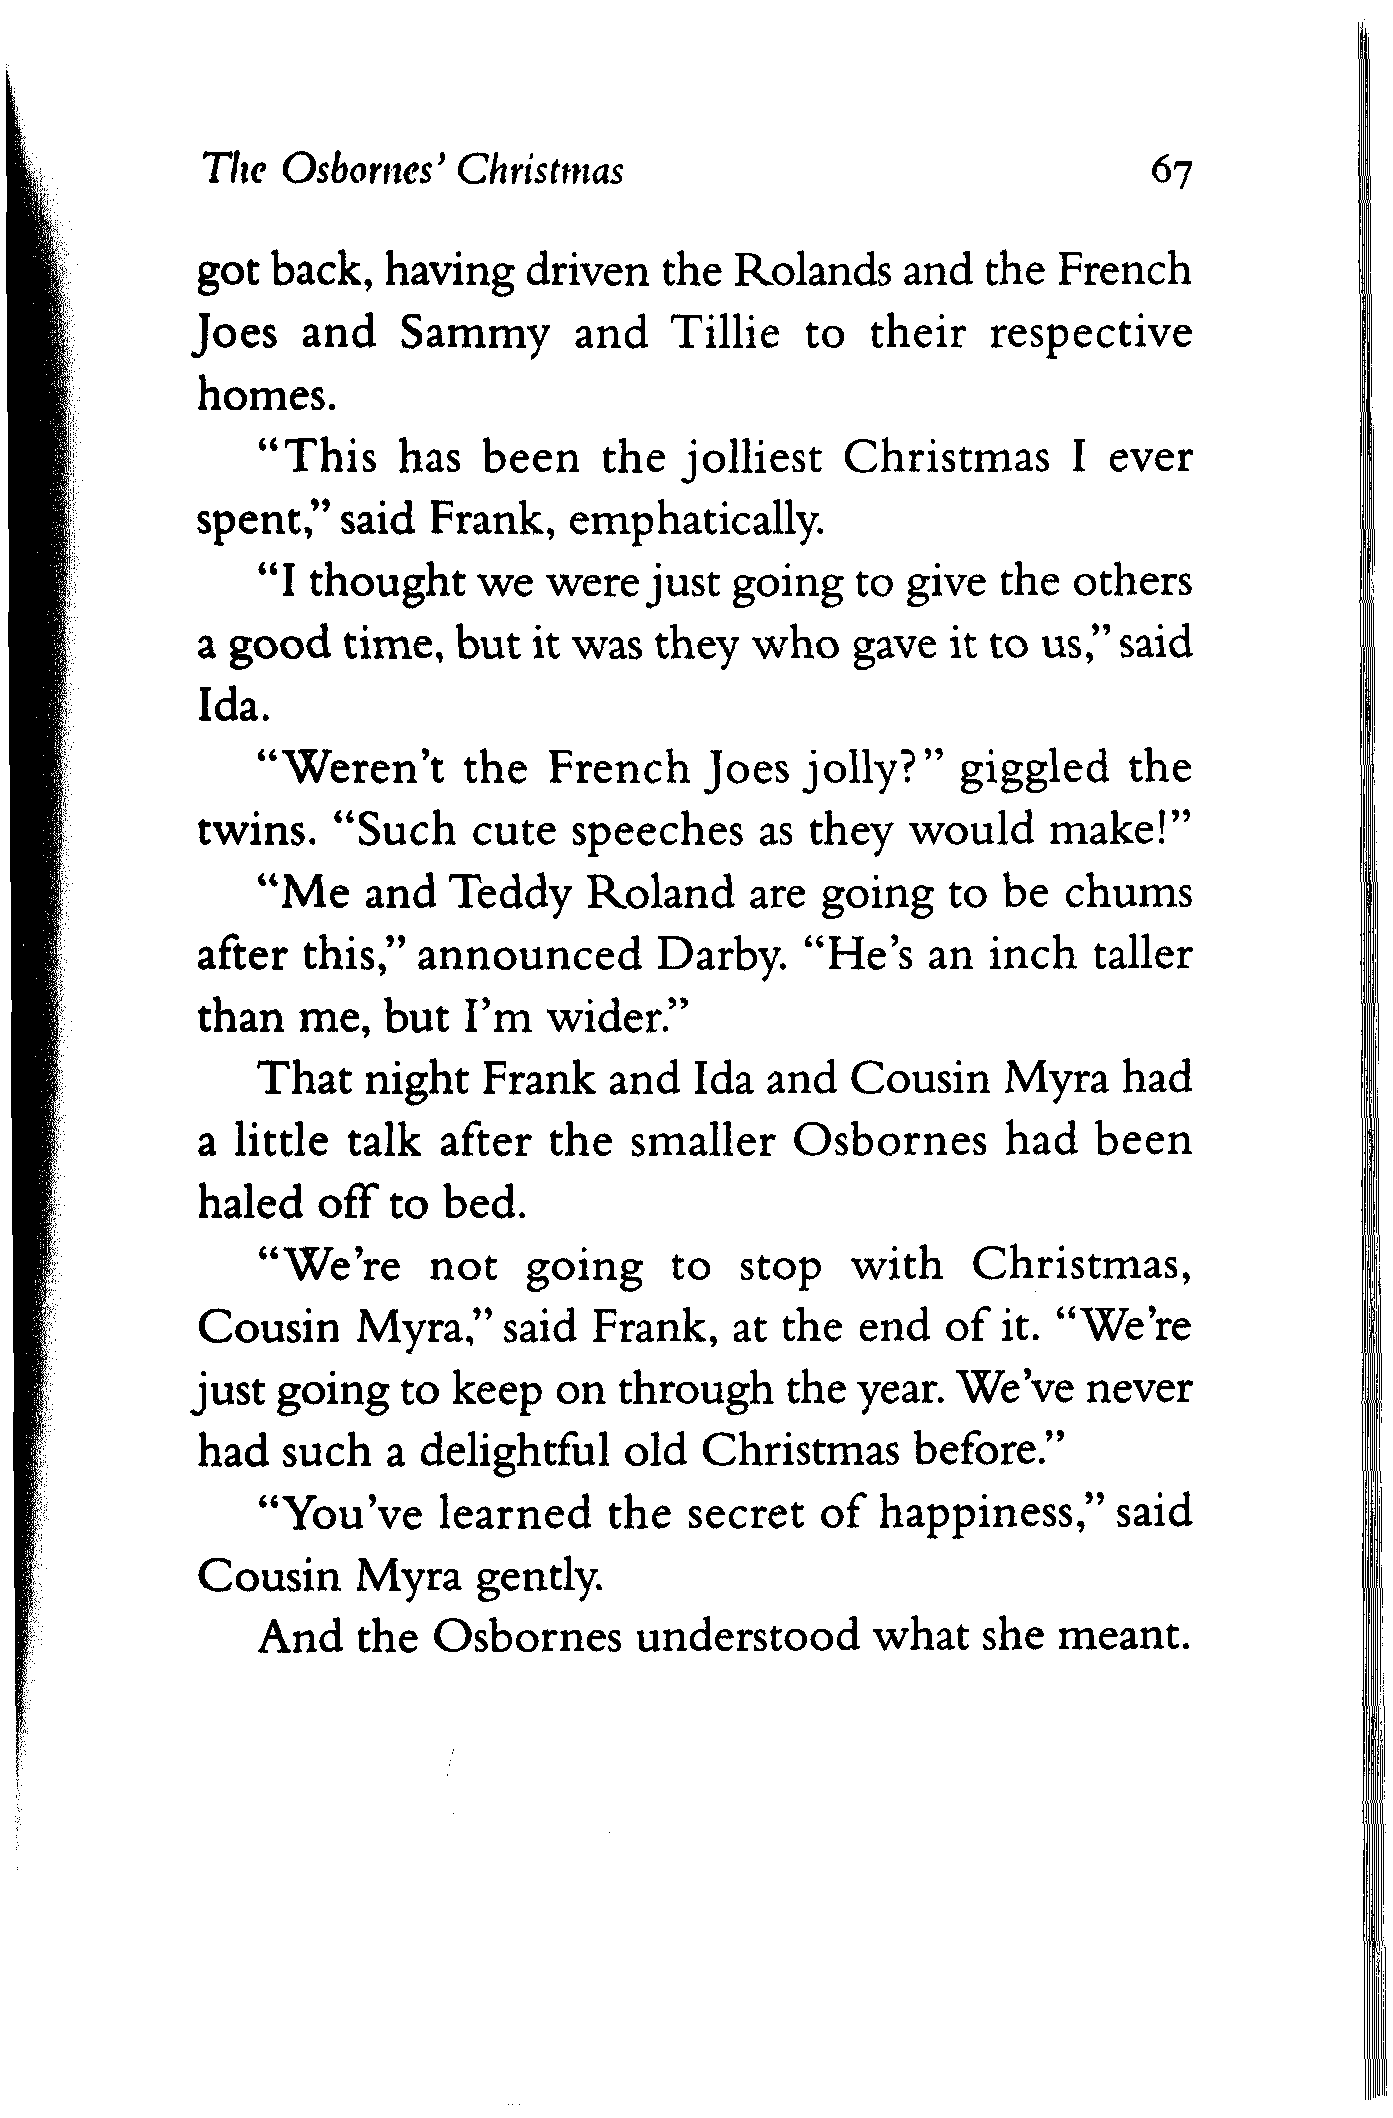 The Osbornes' Christmas 67
got back, having driven the Rolands and the French
Joes and Sammy and Tillie to their respective
homes.
“This has been the jolliest Christmas I ever
spent,” said Frank, emphatically.
“I thought we were just going to give the others
a good time, but it was they who gave it to us,” said
Ida.
“Weren't the French Joes jolly?” giggled the
twins. “Such cute speeches as they would make!”
“Me and Teddy Roland are going to be chums
after this,” announced Darby. “He's an inch taller
than me, but I'm wider.”
That night Frank and Ida and Cousin Myra had
a little talk after the smaller Osbornes had been
haled off to bed.
“We're not going to stop with Christmas,
Cousin Myra,” said Frank, at the end of it. “We're
just going to keep on through the year. We've never
had such a delightful old Christmas before.”
“You've learned the secret of happiness,” said
Cousin Myra gently.
And the Osbornes understood what she meant.